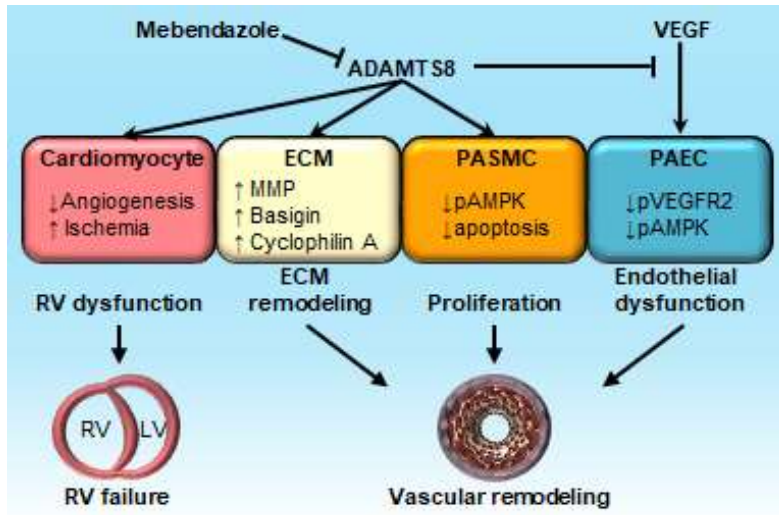 Mebendazole
VEGF
ADAMTS8
Cardiomyocyte
↓Angiogenesis
↑Ischemia
ECM
↑MMP
↑Basigin
↑Cyclophilin A
PASMC
↓pAMPK
↓apoptosis
PAEC
↓pVEGFR2
↓pAMPK
RV dysfunction
ECM
remodeling
Proliferation
Endothelial
dysfunction
RV
LV
RV failure
Vascular remodeling